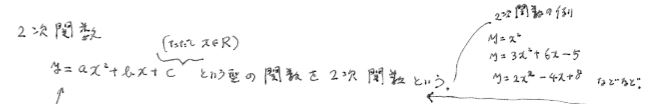 2次関数
(ただし x∈R)
y=ax²+bx+c という型の関数を2次関数という.
2次関数の例
y=x²
y=3x²+6x-5
y=2x²-4x+8 などなど.